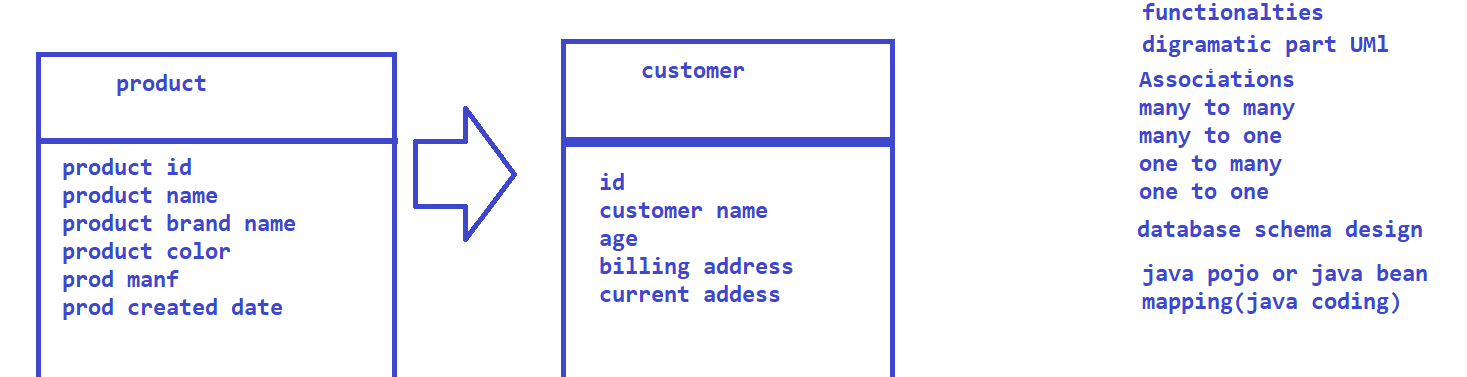 product
product id
product name
product brand name
product color
prod manf
prod created date
customer
id
customer name
age
billing address
current addess
functionalties
digramatic part UMl
Associations
many to many
many to one
one to many
one to one
database schema design
java pojo or java bean
mapping(java coding)